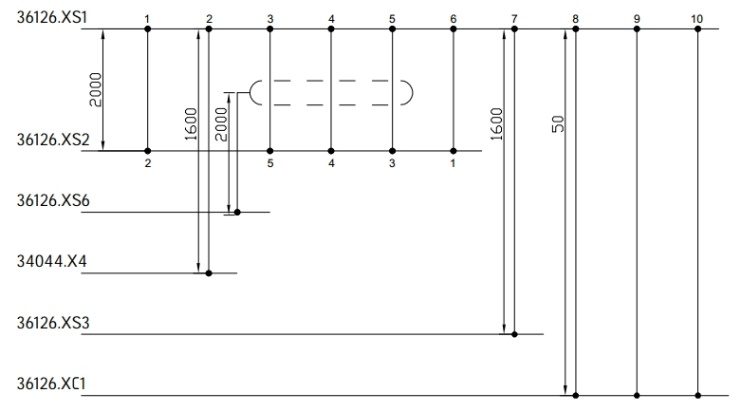 36126.XS1 1 2 3 4 5 6 7 8 9 10
2000 1600 2000 1600 50
36126.XS2
2 5 4 3 1
36126.XS6
34044.X4
36126.XS3
36126.XC1